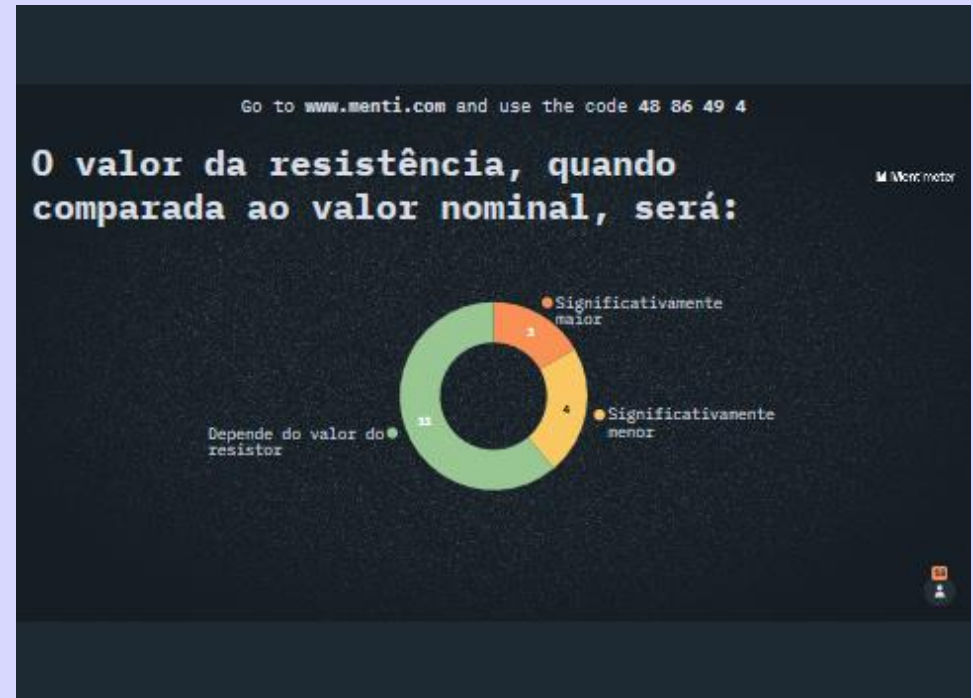 Go to www.menti.com and use the code 48 86 49 4
O valor da resistência, quando
comparada ao valor nominal, será:
Mentimeter
Significativamente
maior
3
4
Significativamente
menor
11
Depende do valor do
resistor
18